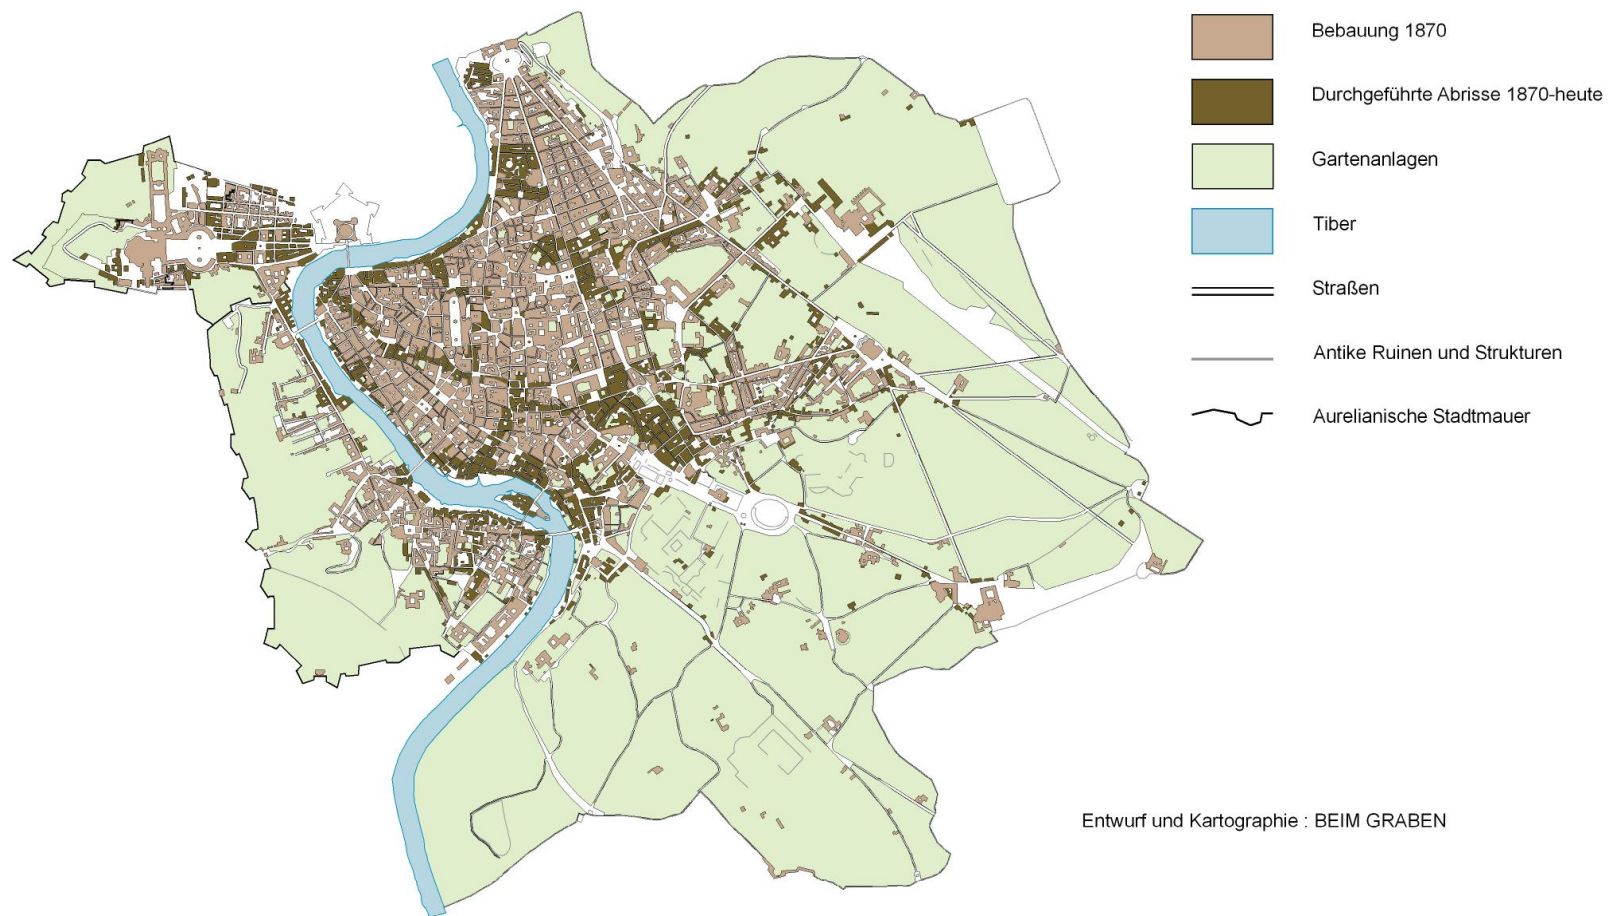 Bebauung 1870
Durchgeführte Abrisse 1870-heute
Gartenanlagen
Tiber
Straßen
Antike Ruinen und Strukturen
Aurelianische Stadtmauer
D
Entwurf und Kartographie : BEIM GRABEN